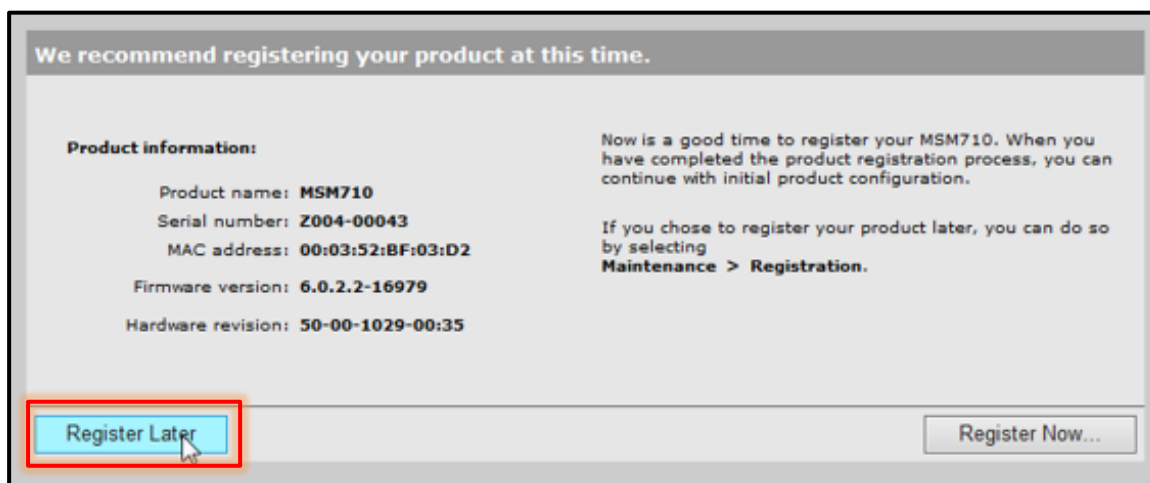 We recommend registering your product at this time.
Product information:
Product name: MSM710
Serial number: Z004-00043
MAC address: 00:03:52:BF:03:D2
Firmware version: 6.0.2.2-16979
Hardware revision: 50-00-1029-00:35
Now is a good time to register your MSM710. When you
have completed the product registration process, you can
continue with initial product configuration.
If you chose to register your product later, you can do so
by selecting
Maintenance > Registration.
Register Later
Register Now...